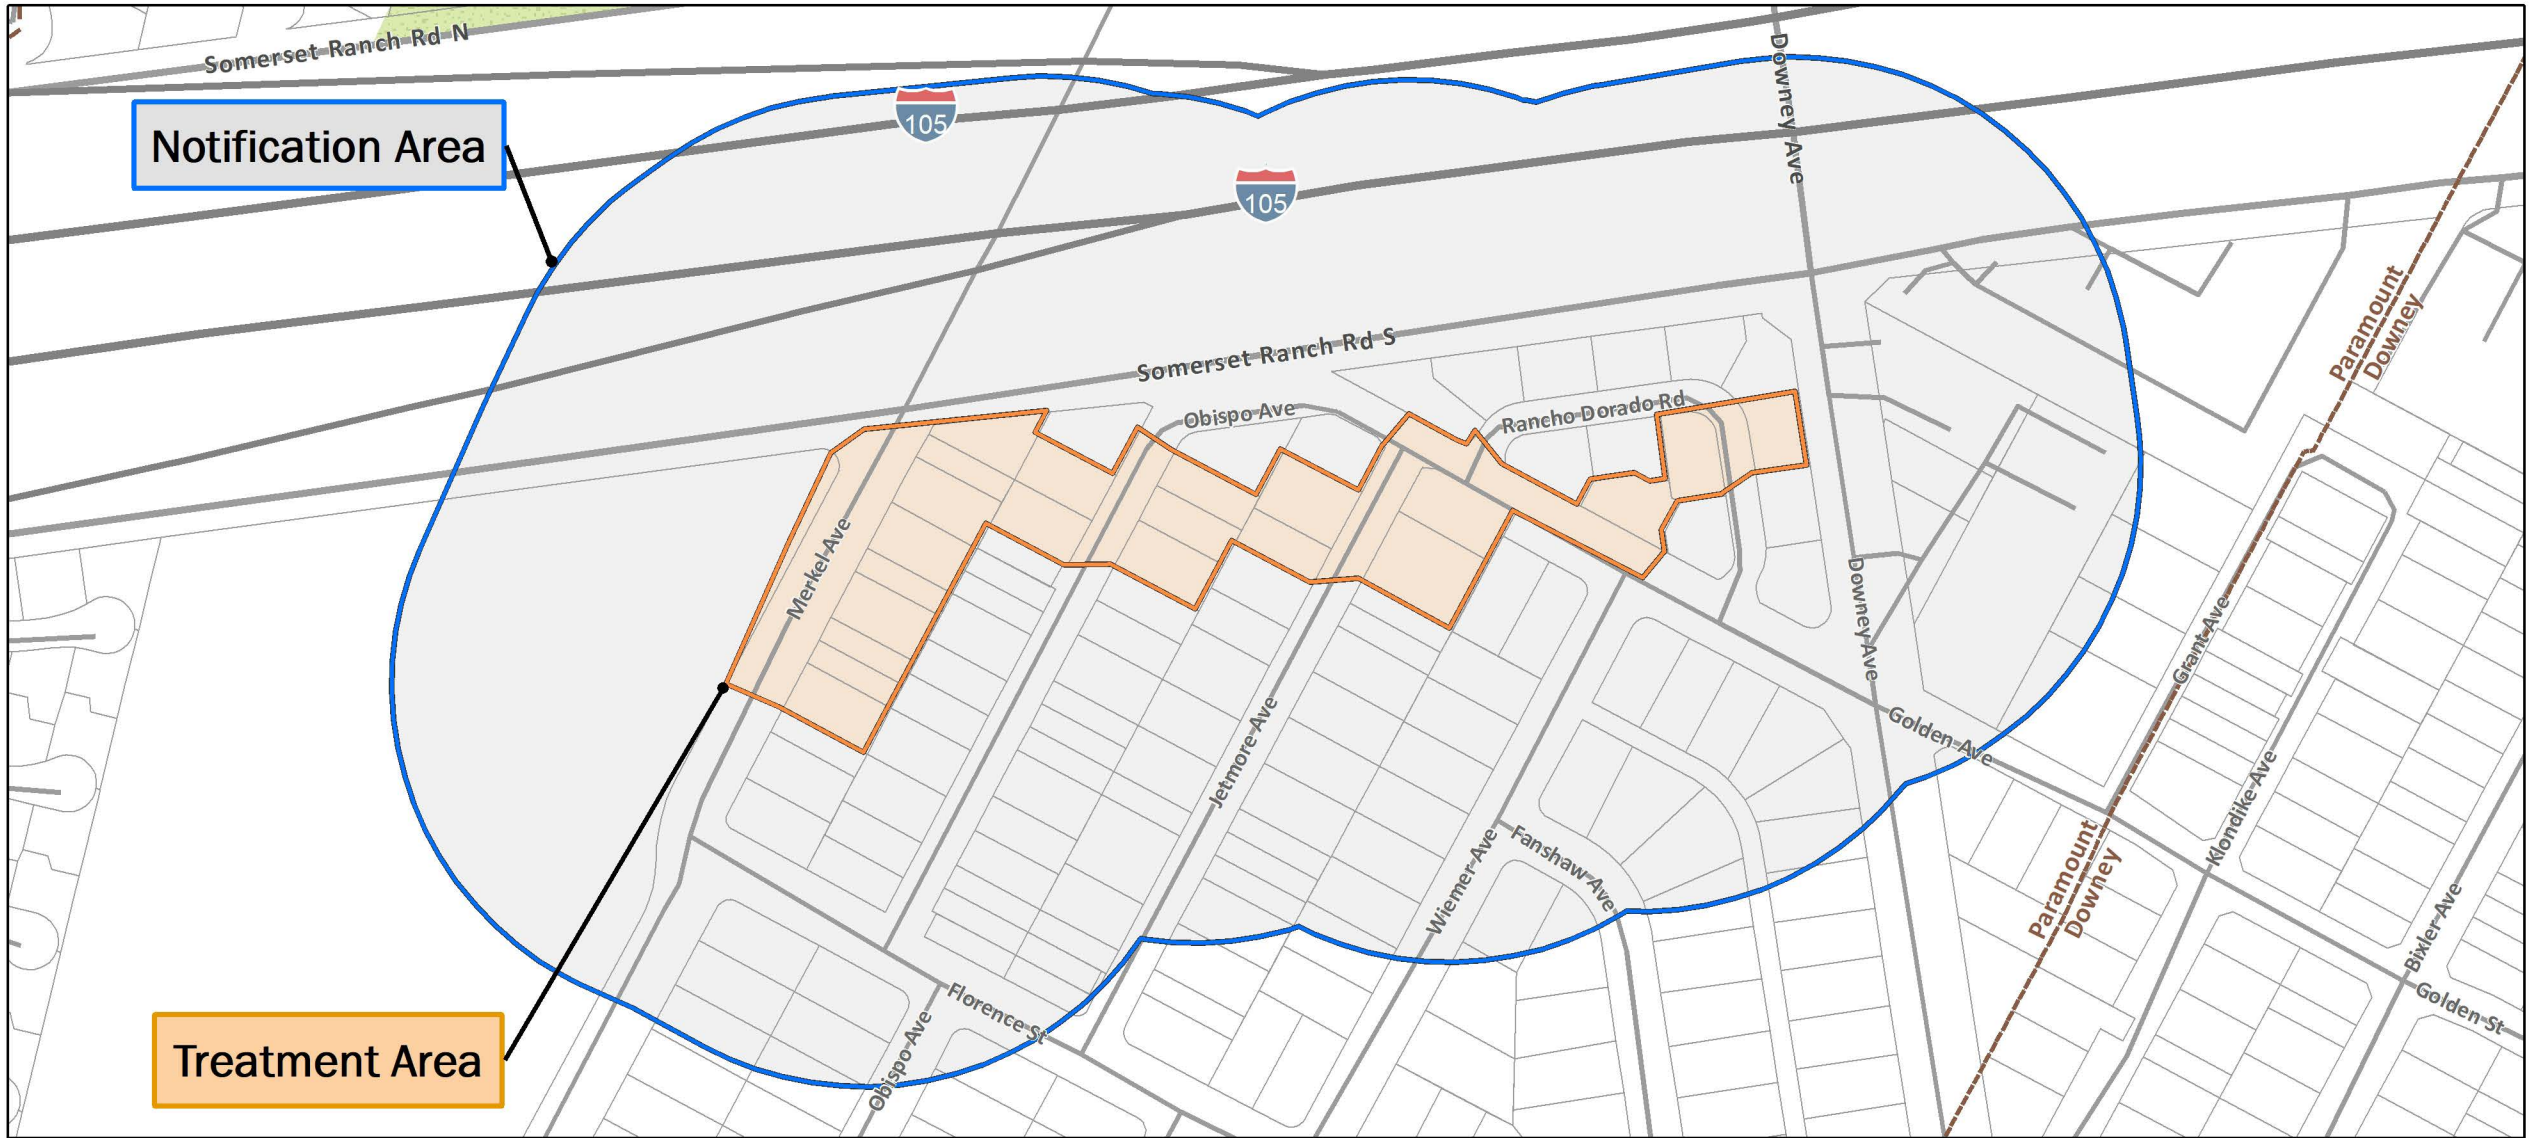 Somerset Ranch Rd N
Downey Ave
105
Notification Area
105
Paramount
Downey
Somerset Ranch Rd S
Obispo Ave
Rancho Dorado Rd
Merkel Ave
Downey Ave
Grant Ave
Jetmore Ave
Golden Ave
Klondike Ave
Wiemer Ave
Fanshaw Ave
Paramount
Downey
Bixler Ave
Golden St
Florence St
Obispo Ave
Treatment Area